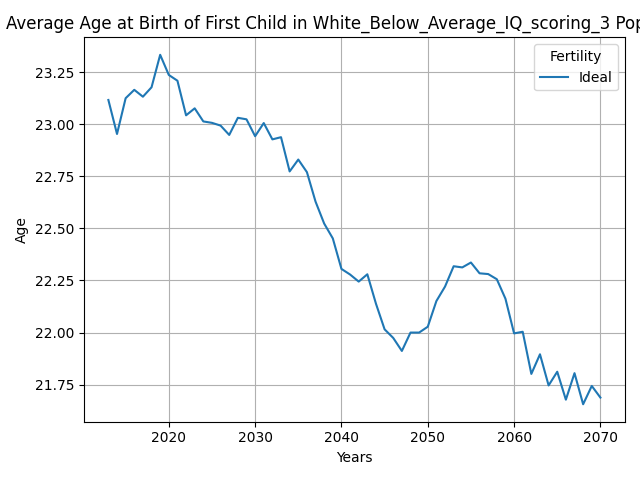 Average Age at Birth of First Child in White_Below_Average_IQ_scoring_3 Pop
Fertility
Ideal
23.25
23.00
22.75
22.50
22.25
22.00
21.75
Age
2020 2030 2040 2050 2060 2070
Years